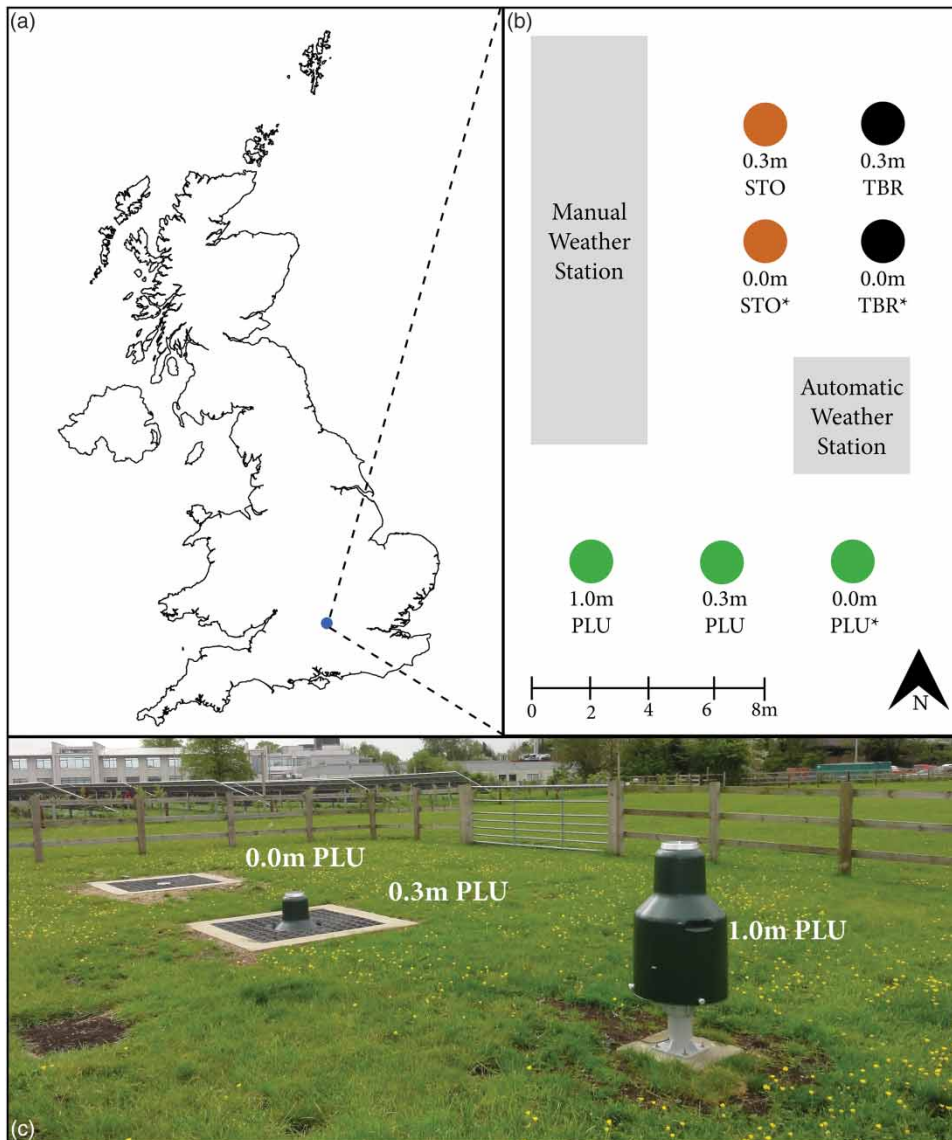 (a)
(b)
Manual
Weather
Station
0.3m
STO
0.3m
TBR
0.0m
STO*
0.0m
TBR*
Automatic
Weather
Station
1.0m
PLU
0.3m
PLU
0.0m
PLU*
0 2 4 6 8m
N
0.0m PLU
0.3m PLU
1.0m PLU
(c)